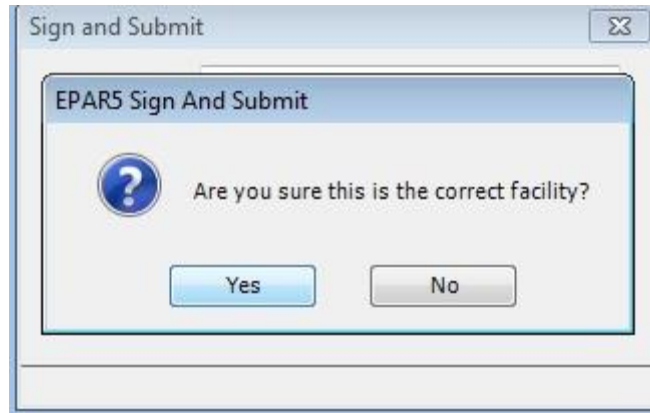 Sign and Submit
EPAR5 Sign And Submit
Are you sure this is the correct facility?
Yes
No